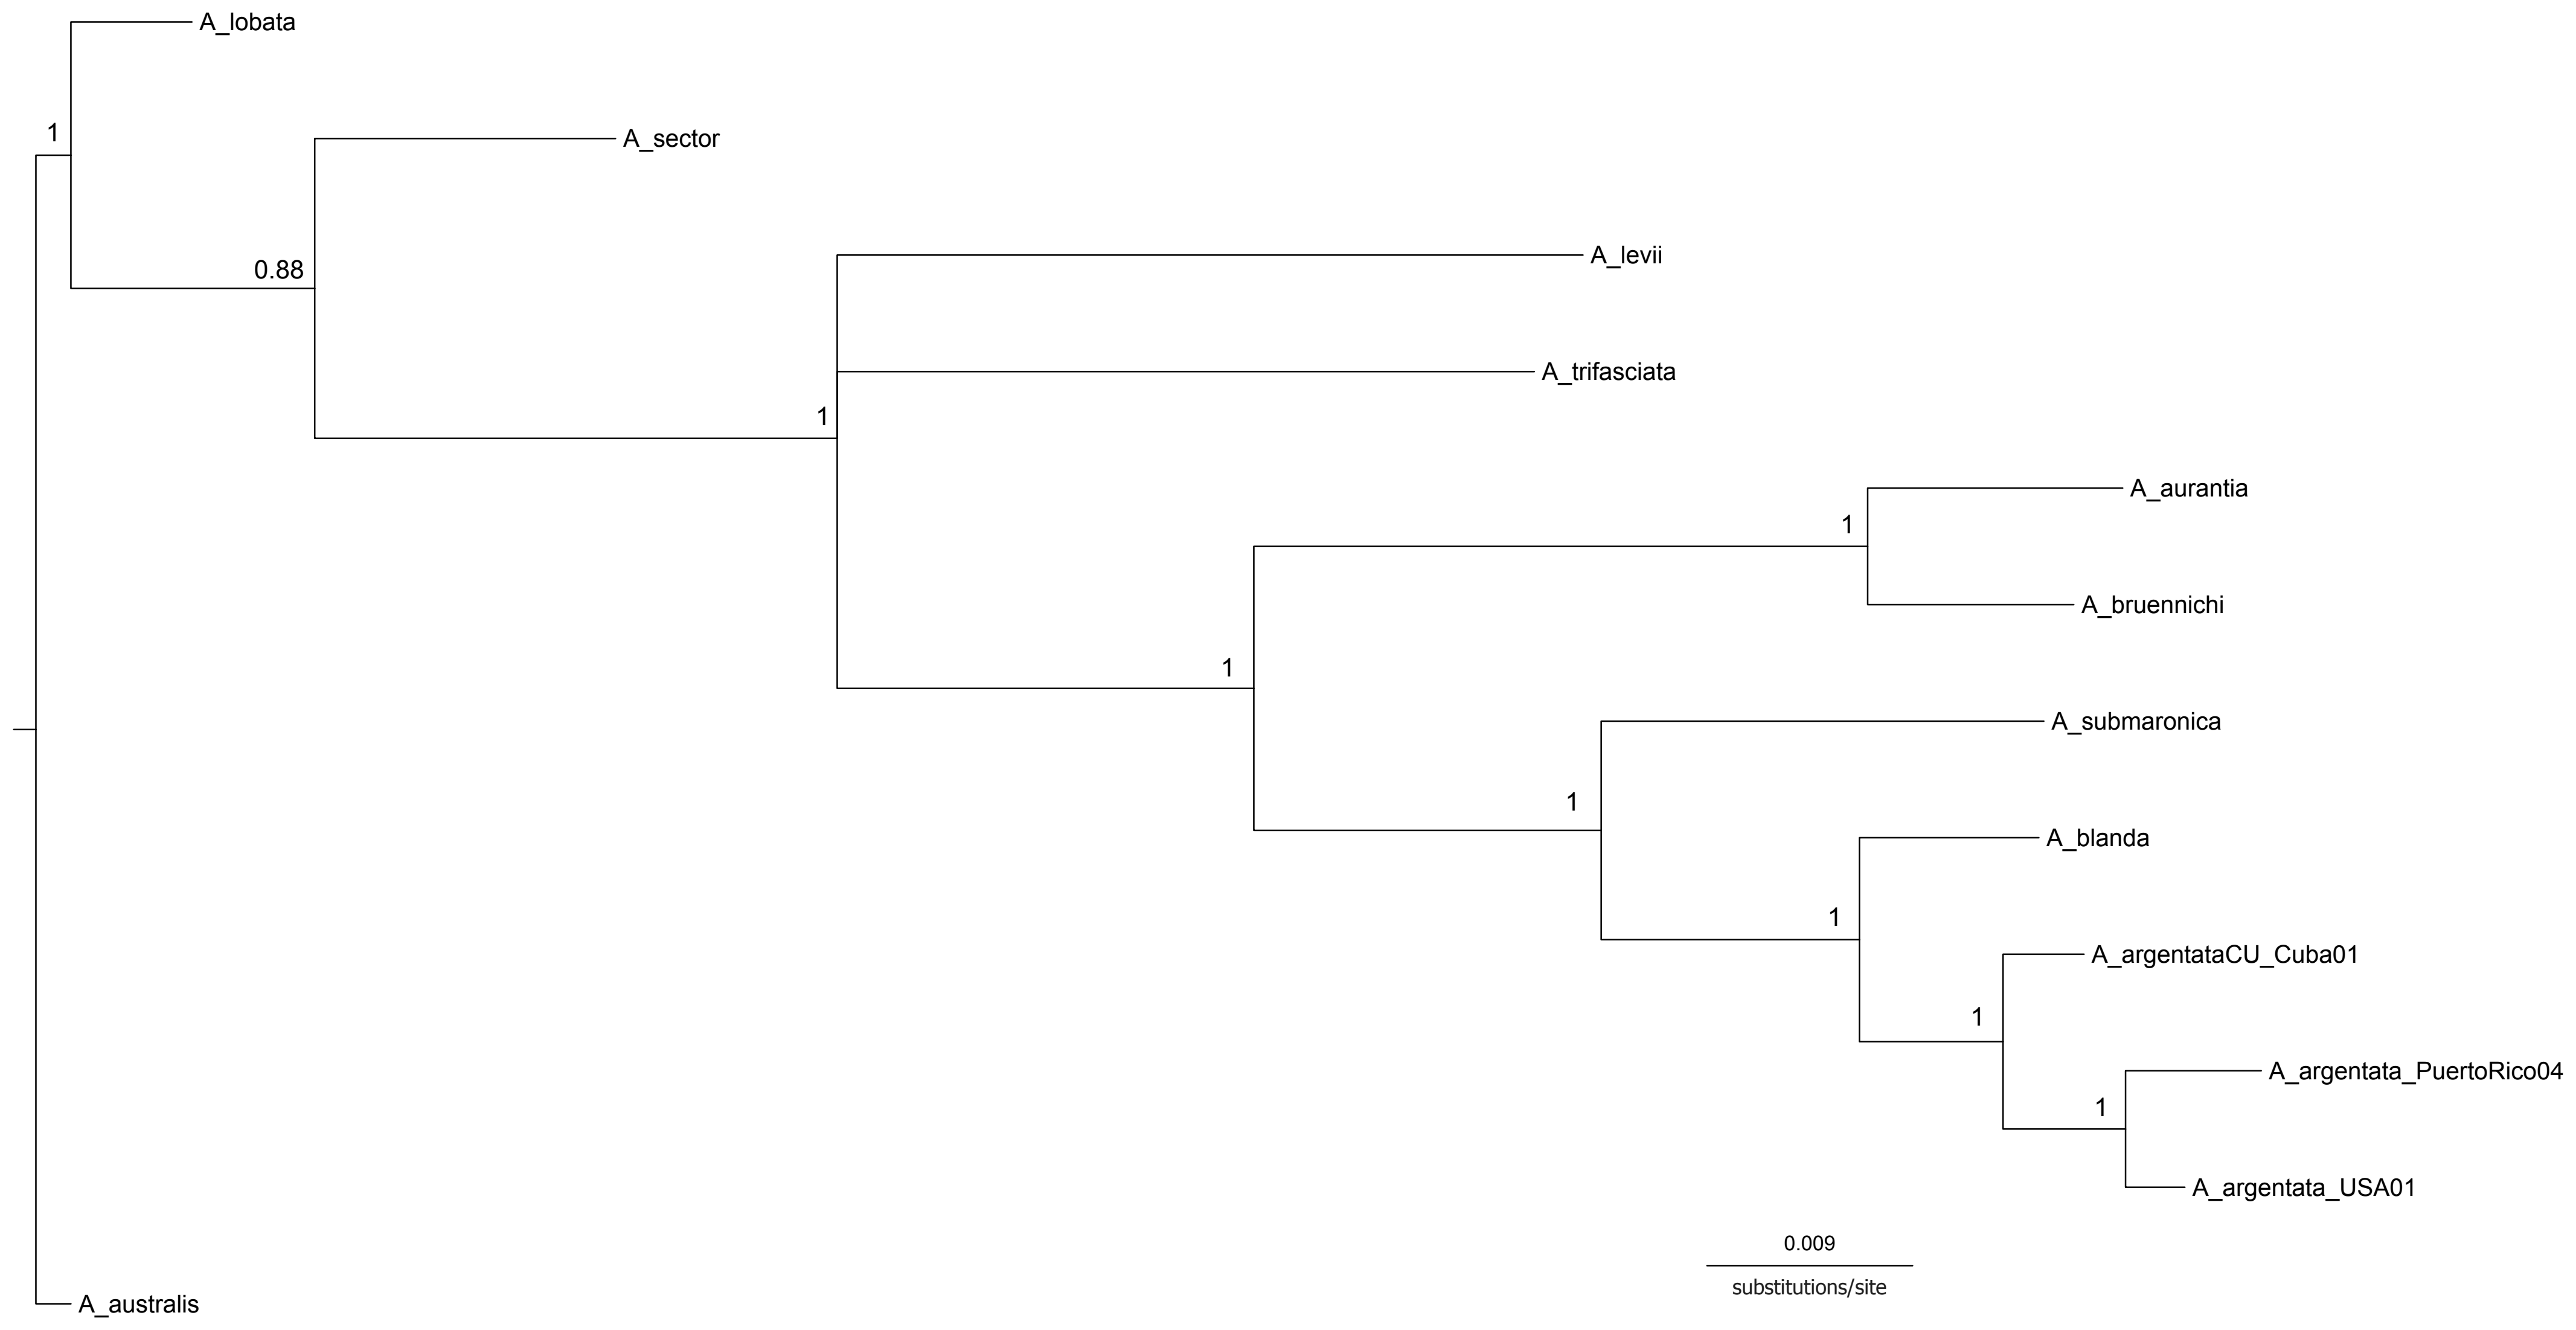 A_lobata
1
A_sector
A_levii
0.88
A_trifasciata
1
A_aurantia
1
A_bruennichi
1
A_submaronica
1
A_blanda
1
A_argentataCU_Cuba01
1
A_argentata_PuertoRico04
1
A_argentata_USA01
0.009
substitutions/site
A_australis